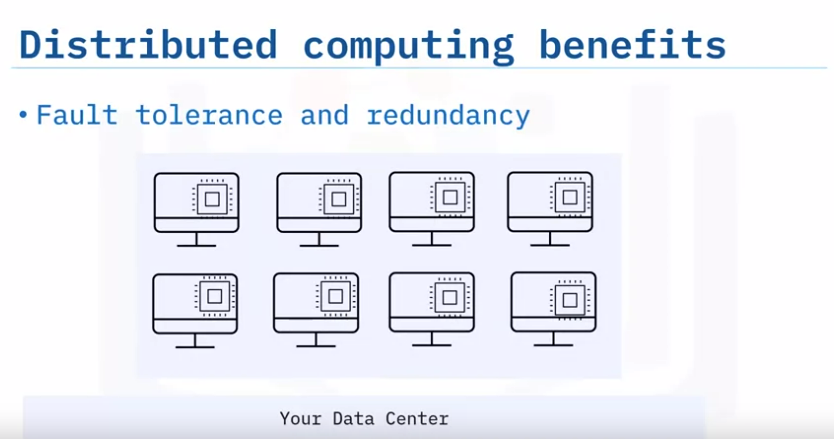 Distributed computing benefits
• Fault tolerance and redundancy
Your Data Center